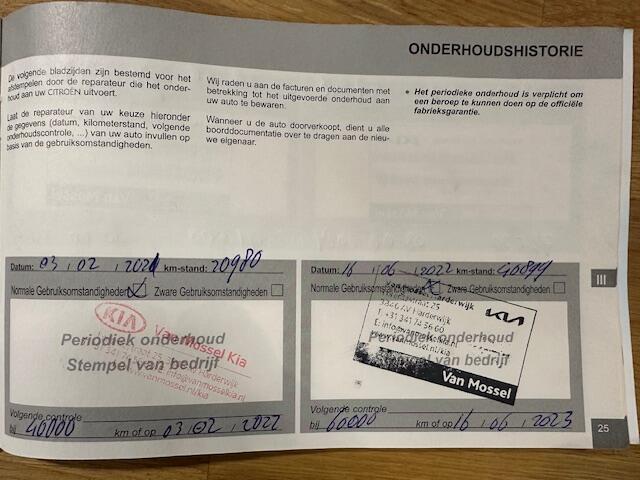 ONDERHOUDSHISTORIE
De volgende bladzijden zijn bestemd voor het
afstempelen door de reparateur die het onder-
houd aan uw CITROËN uitvoert.
Laat de reparateur van uw keuze hieronder
de gegevens (datum, kilometerstand, volgende
onderhoudscontrole, ...) van uw auto invullen op
basis van de gebruiksomstandigheden.
Wij raden u aan de facturen en documenten met
betrekking tot het uitgevoerde onderhoud aan
uw auto te bewaren.
Wanneer u de auto doorverkoopt, dient u alle
boorddocumentatie over te dragen aan de nieu-
we eigenaar.
• Het periodieke onderhoud is verplicht om
een beroep te kunnen doen op de officiële
fabrieksgarantie.
Datum: 03 / 02 / 2021 km-stand: 20980
Normale Gebruiksomstandigheden Zware Gebruiksomstandigheden
KIA
Periodiek onderhoud
Stempel van bedrijf
Van Mossel Kia
www.vanmosselkia.nl
Volgende controle
bij 40000 km of op 03 / 02 / 2022
Datum: 16 / 06 / 2022 km-stand: 40899
Normale Gebruiksomstandigheden Zware Gebruiksomstandigheden
KIA
3846 AV Harderwijk
T. +31 341 74 56 60
Periodiek onderhoud
Stempel van bedrijf
Van Mossel
Volgende controle
bij 60000 km of op 16 / 06 / 2023
III
25